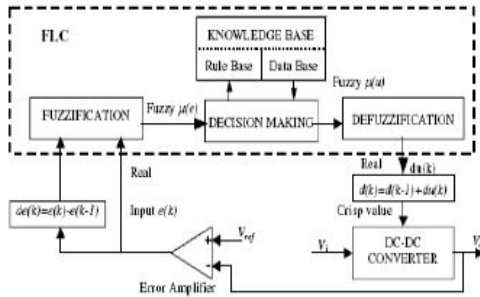 FLC
KNOWLEDGE BASE
Rule Base Data Base
Fuzzy μ(e)
Fuzzy μ(u)
FUZZIFICATION
DECISION MAKING
DEFUZZIFICATION
Real
Real
du(k)
de(k)=e(k)-e(k-1)
Input e(k)
d(k)=d(k-1)+du(k)
Crisp value
Vref
Vi
DC-DC
CONVERTER
Error Amplifier